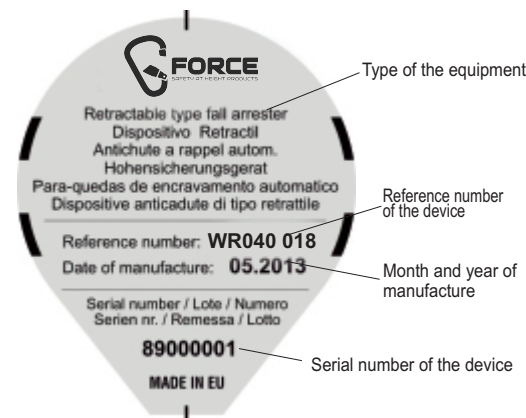 FORCE
SAFETY AT HEIGHT PRODUCTS
Retractable type fall arrester
Dispositivo Retractil
Antichute a rappel autom.
Hohensicherungsgerat
Para-quedas de encravamento automatico
Dispositive anticadute di tipo retrattile
Reference number: WR040 018
Date of manufacture: 05.2013
Serial number / Lote / Numero
Serien nr. / Remessa / Lotto
89000001
MADE IN EU
Type of the equipment
Reference number
of the device
Month and year of
manufacture
Serial number of the device